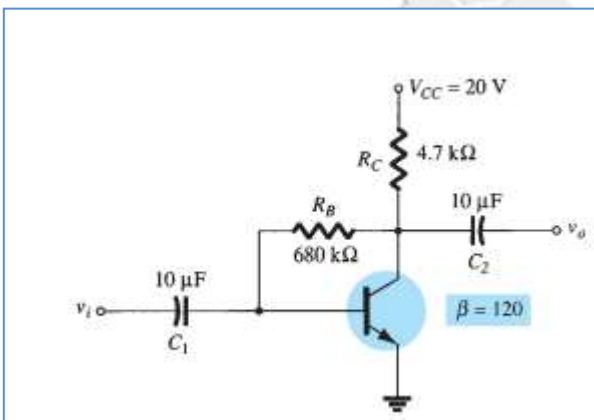 V_CC = 20 V
R_C 4.7 kΩ
R_B
10 μF
680 kΩ
v_o
C_2
10 μF
β = 120
v_i
C_1